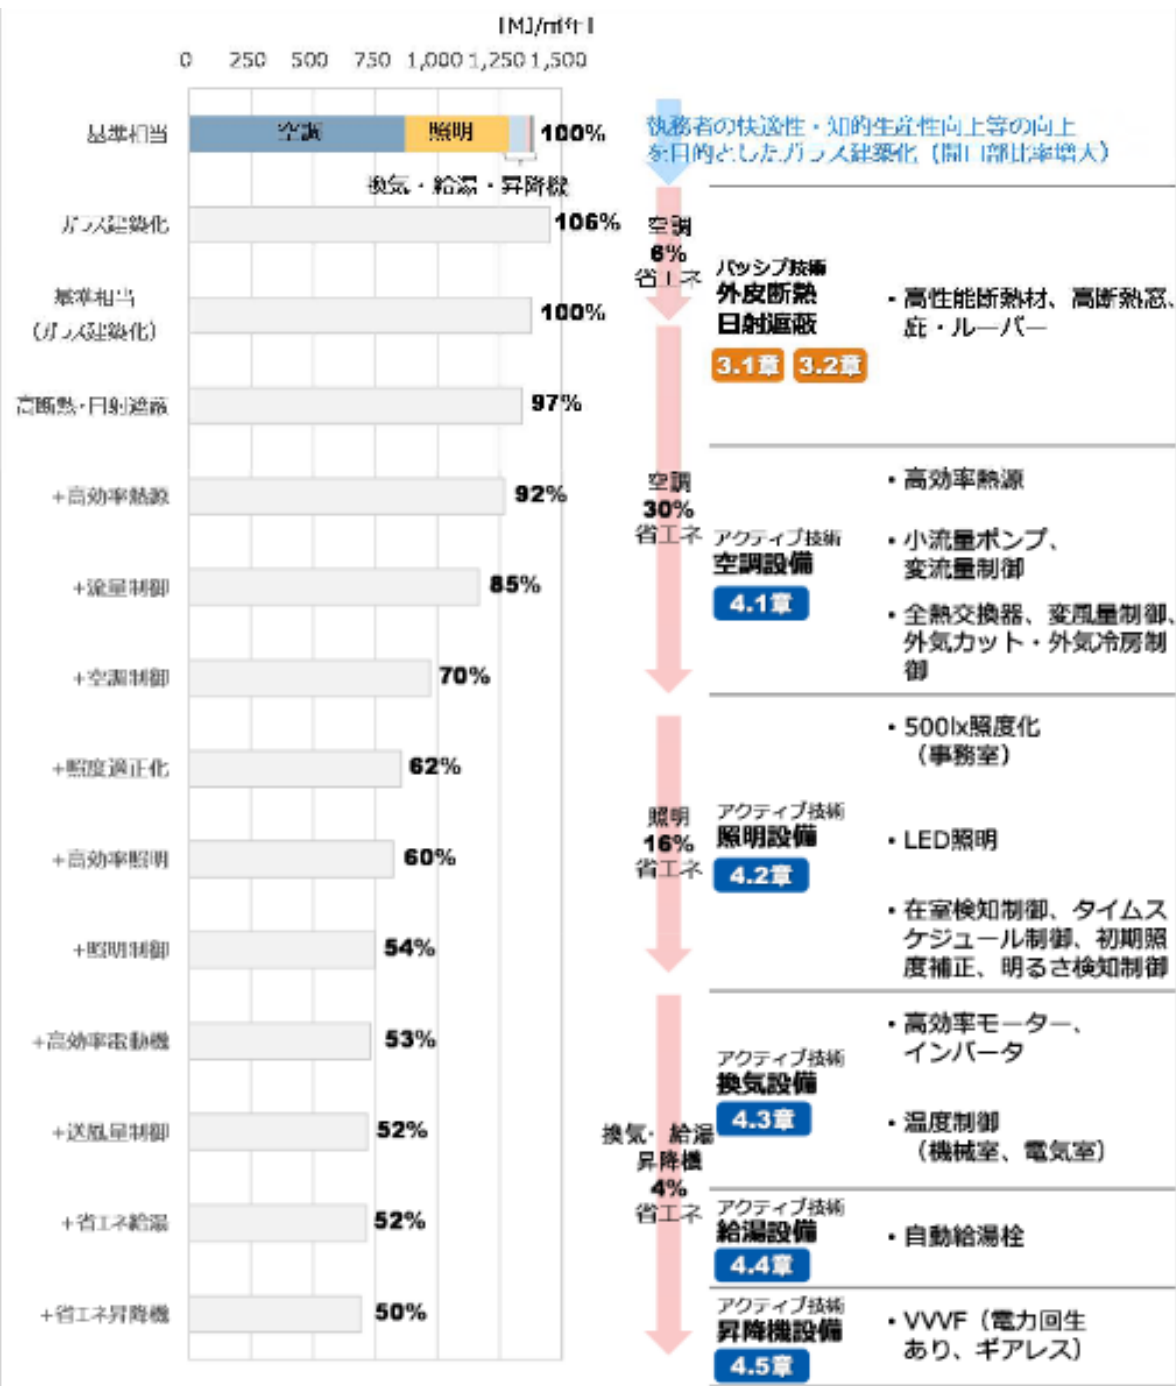 [MJ/㎡年]
0 250 500 750 1,000 1,250 1,500
基準相当 空調 照明 100%
換気・給湯・昇降機
ガラス建築化 106%
基準相当
(ガラス建築化) 100%
高断熱・日射遮蔽 97%
+高効率熱源 92%
+流量制御 85%
+空調制御 70%
+照度適正化 62%
+高効率照明 60%
+照明制御 54%
+高効率電動機 53%
+送風量制御 52%
+省エネ給湯 52%
+省エネ昇降機 50%
執務者の快適性・知的生産性向上等の向上
を目的としたガラス建築化（開口部比率増大）
空調
6%
省エネ
パッシブ技術
外皮断熱
日射遮蔽
3.1章 3.2章
・高性能断熱材、高断熱窓、
庇・ルーバー
空調
30%
省エネ
アクティブ技術
空調設備
4.1章
・高効率熱源
・小流量ポンプ、
変流量制御
・全熱交換器、変風量制御、
外気カット・外気冷房制
御
照明
16%
省エネ
アクティブ技術
照明設備
4.2章
・500lx照度化
（事務室）
・LED照明
・在室検知制御、タイムス
ケジュール制御、初期照
度補正、明るさ検知制御
換気・給湯
昇降機
4%
省エネ
アクティブ技術
換気設備
4.3章
・高効率モーター、
インバータ
・温度制御
（機械室、電気室）
アクティブ技術
給湯設備
4.4章
・自動給湯栓
アクティブ技術
昇降機設備
4.5章
・VVVF（電力回生
あり、ギアレス）